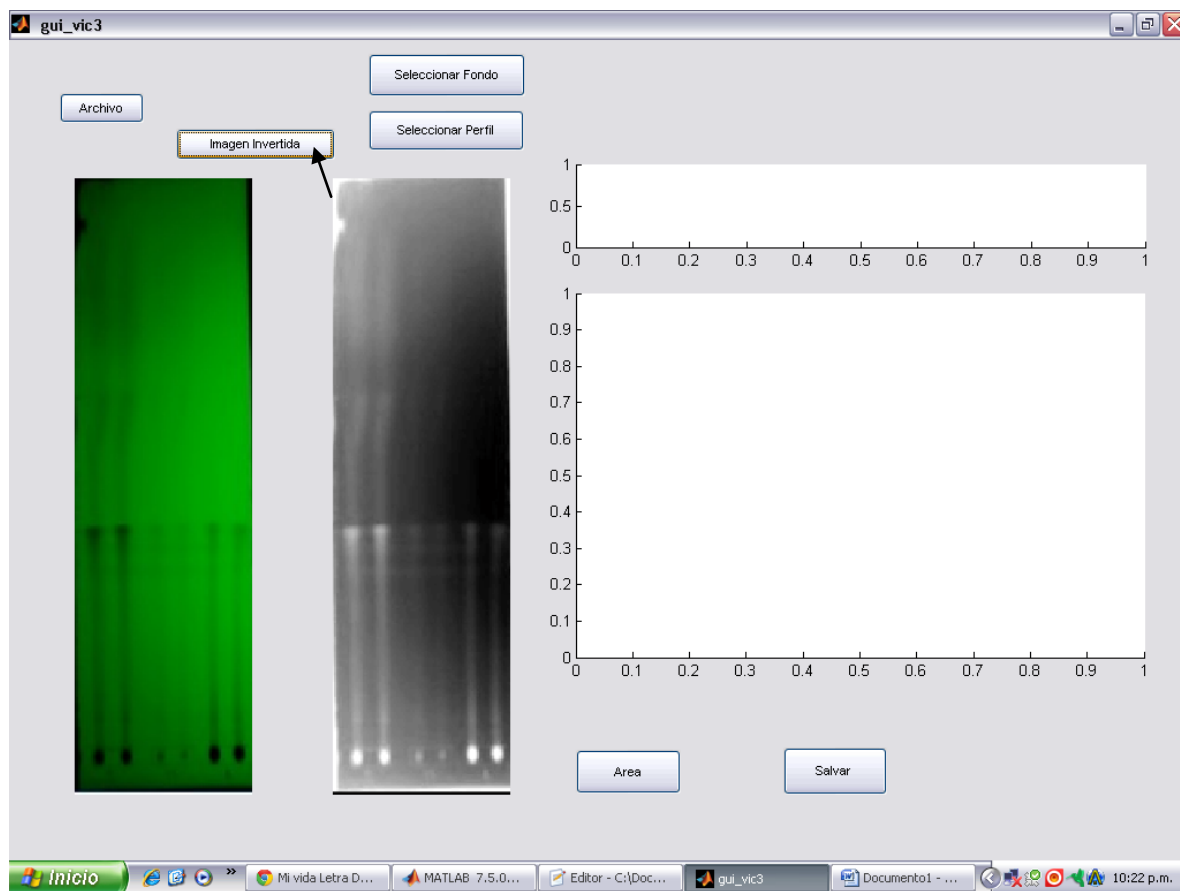 gui_vic3
Seleccionar Fondo
Archivo
Seleccionar Perfil
Imagen Invertida
1
0.5
0
0 0.1 0.2 0.3 0.4 0.5 0.6 0.7 0.8 0.9 1
1
0.9
0.8
0.7
0.6
0.5
0.4
0.3
0.2
0.1
0
0 0.1 0.2 0.3 0.4 0.5 0.6 0.7 0.8 0.9 1
Area Salvar
Inicio » Mi vida Letra D... MATLAB 7.5.0... Editor - C:\Doc... gui_vic3 Documento1 - ... 10:22 p.m.